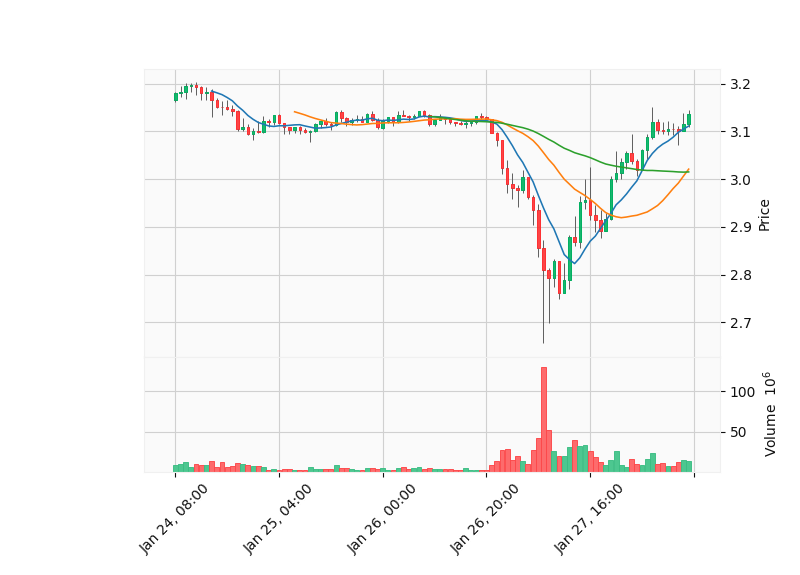 3.2
3.1
3.0
2.9
2.8
2.7
Price
100
50
Volume 10^6
Jan 24, 08:00
Jan 25, 04:00
Jan 26, 00:00
Jan 26, 20:00
Jan 27, 16:00